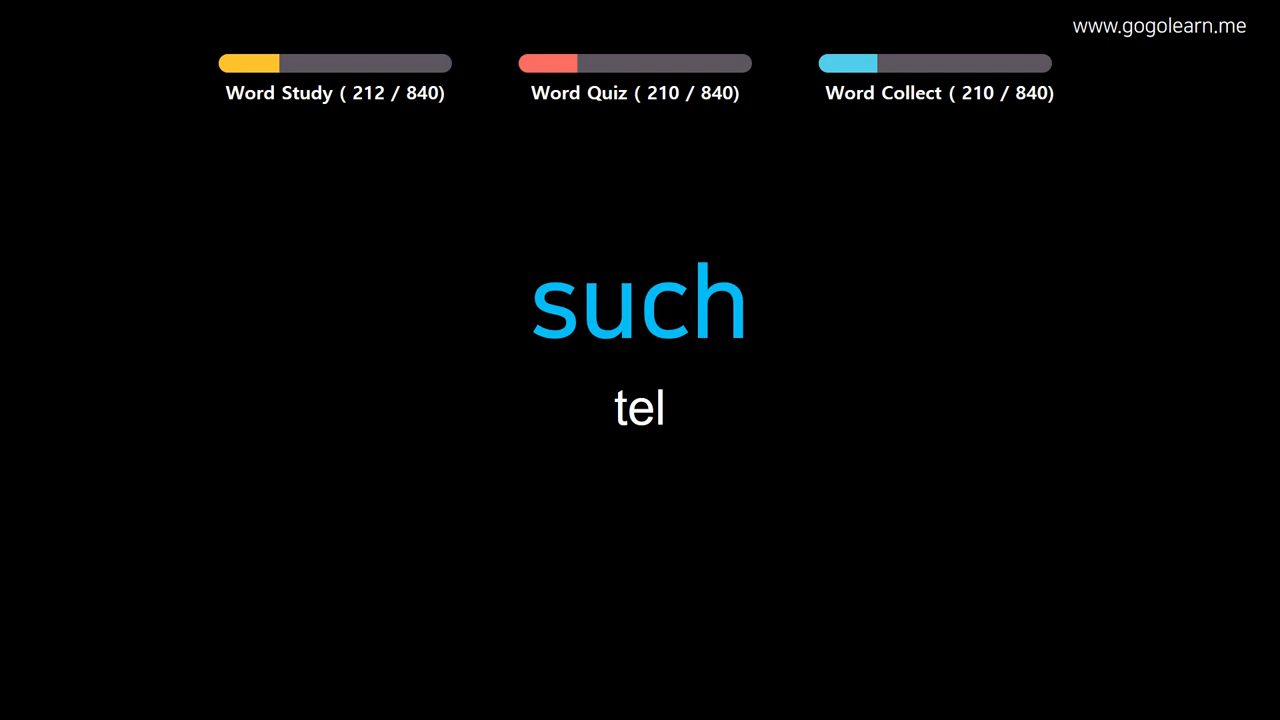 www.gogolearn.me
Word Study ( 212 / 840)
Word Quiz ( 210 / 840)
Word Collect ( 210 / 840)
such
tel